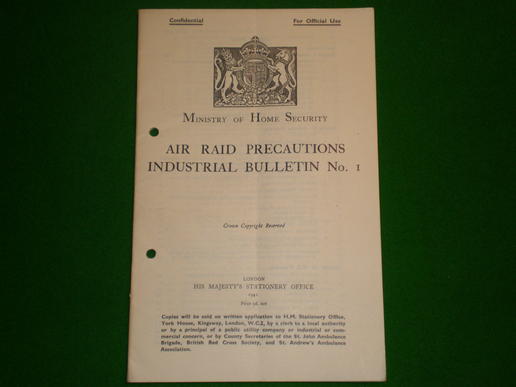 Confidential For Official Use
MINISTRY OF HOME SECURITY
AIR RAID PRECAUTIONS
INDUSTRIAL BULLETIN No. 1
Crown Copyright Reserved
LONDON
HIS MAJESTY'S STATIONERY OFFICE
Price net
Copies will be sold on written application to H.M. Stationery Office,
York House, Kingsway, London, W.C.2, by a clerk to a local authority
or by a principal of a public utility company or industrial or com-
mercial concern, or by County Secretaries of the St. John Ambulance
Brigade, British Red Cross Society, and St. Andrew's Ambulance
Association.